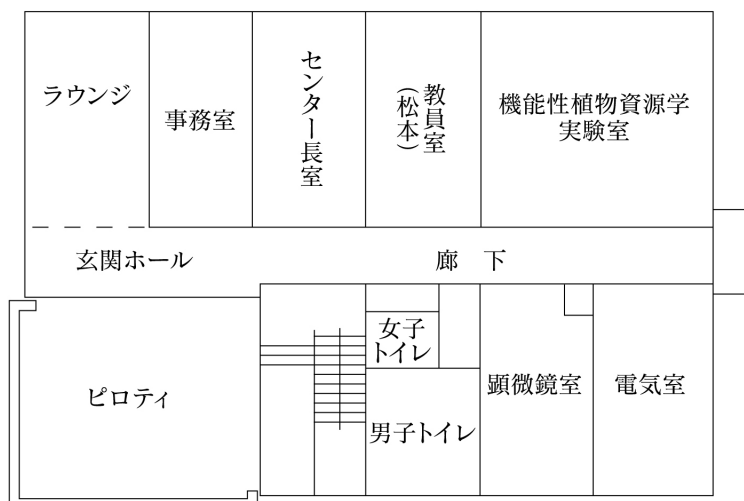 ラウンジ
事務室
センター長室
教員室
(松本)
機能性植物資源学
実験室
玄関ホール
廊 下
ピロティ
女子
トイレ
男子トイレ
顕微鏡室
電気室